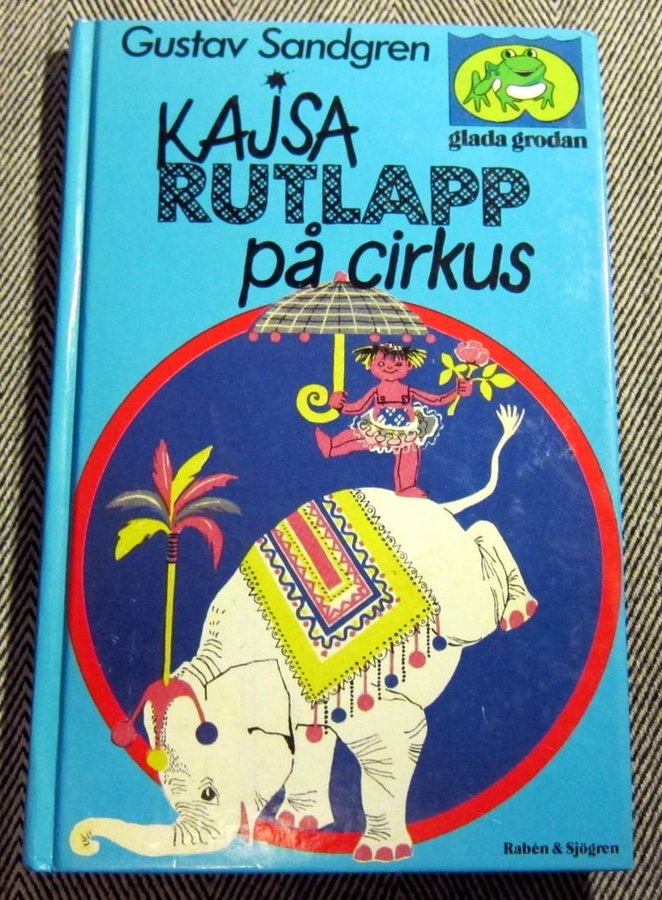 Gustav Sandgren
glada grodan
KAJSA
RUTLAPP
på cirkus
Rabén & Sjögren